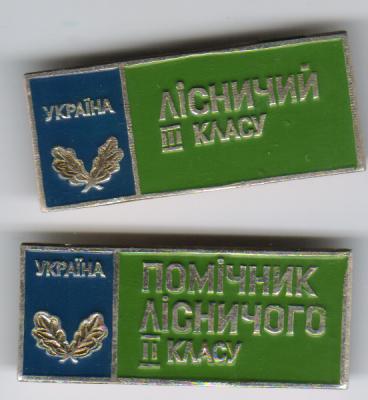 УКРАЇНА
ЛІСНИЧИЙ
III КЛАСУ
УКРАЇНА
ПОМІЧНИК
ЛІСНИЧОГО
II КЛАСУ